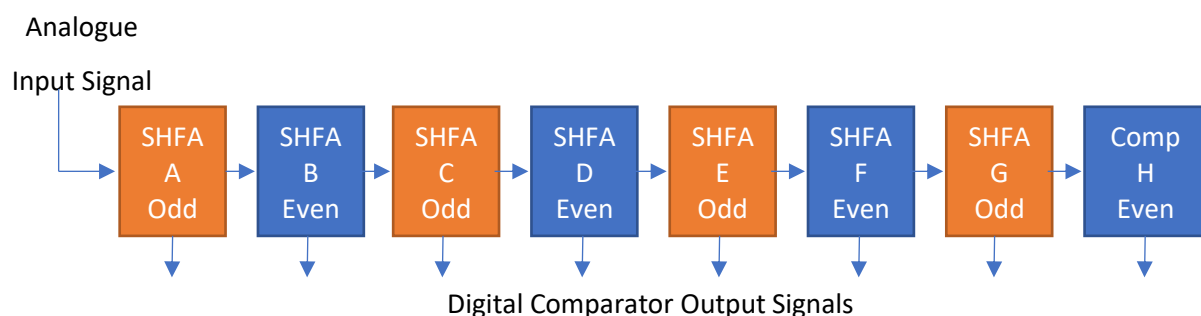 Analogue
Input Signal
SHFA
A
Odd
SHFA
B
Even
SHFA
C
Odd
SHFA
D
Even
SHFA
E
Odd
SHFA
F
Even
SHFA
G
Odd
Comp
H
Even
Digital Comparator Output Signals